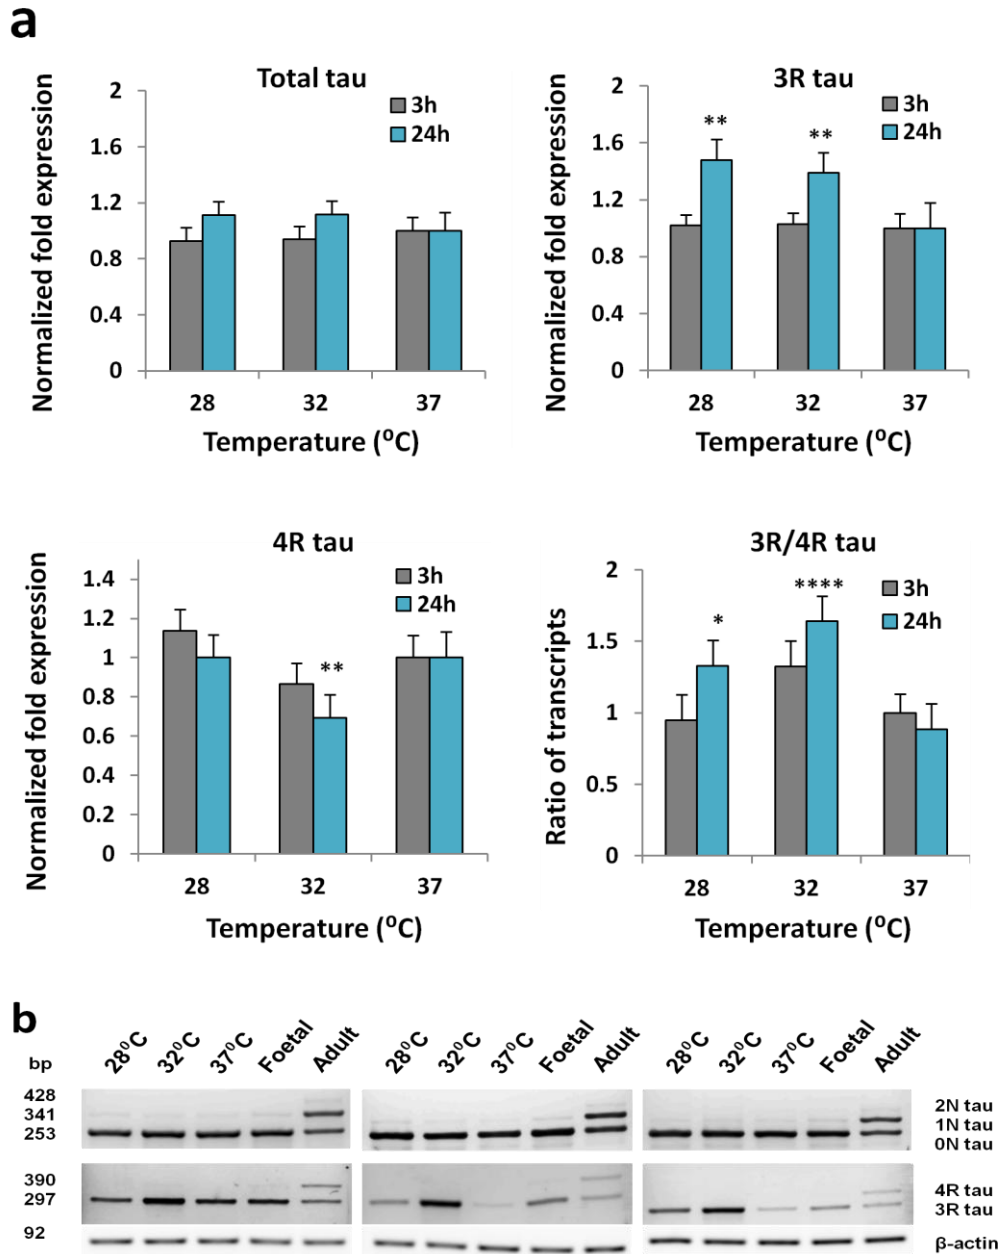 a
Total tau
Normalized fold expression
2
1.6
1.2
0.8
0.4
0
3h
24h
28 32 37
Temperature (⁰C)
3R tau
Normalized fold expression
2
1.6
1.2
0.8
0.4
0
3h
24h
**
**
28 32 37
Temperature (⁰C)
4R tau
Normalized fold expression
1.4
1.2
1
0.8
0.6
0.4
0.2
0
3h
24h
**
28 32 37
Temperature (⁰C)
3R/4R tau
Ratio of transcripts
2
1.5
1
0.5
0
3h
24h
*
****
28 32 37
Temperature (⁰C)
b
bp
28⁰C 32⁰C 37⁰C Foetal Adult
28⁰C 32⁰C 37⁰C Foetal Adult
28⁰C 32⁰C 37⁰C Foetal Adult
428
341
253
2N tau
1N tau
0N tau
390
297
4R tau
3R tau
92
β-actin